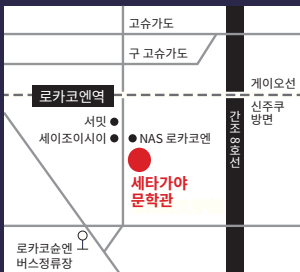 고슈가도
구 고슈가도
게이오선
로카코엔역
신주쿠
방면
간조 8호선
서밋
세이조이시이
NAS 로카코엔
세타가야
문학관
로카코슌엔
버스정류장